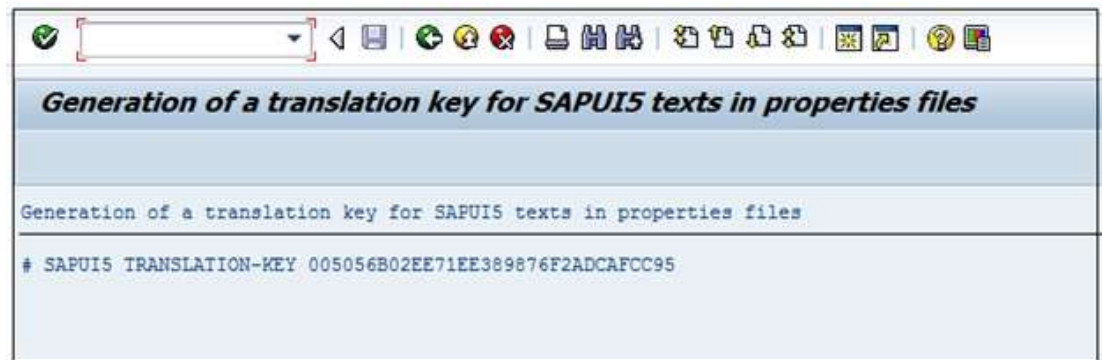 Generation of a translation key for SAPUI5 texts in properties files
Generation of a translation key for SAPUI5 texts in properties files
# SAPUI5 TRANSLATION-KEY 005056B02EE71EE389876F2ADCAFCC95